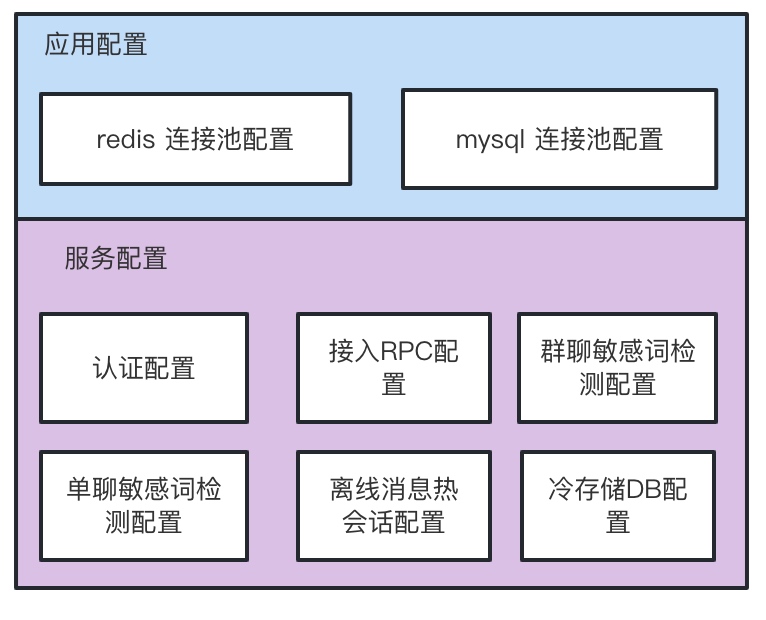 应用配置
redis 连接池配置
mysql 连接池配置
服务配置
认证配置
接入RPC配
置
群聊敏感词检
测配置
单聊敏感词检
测配置
离线消息热
会话配置
冷存储DB配
置